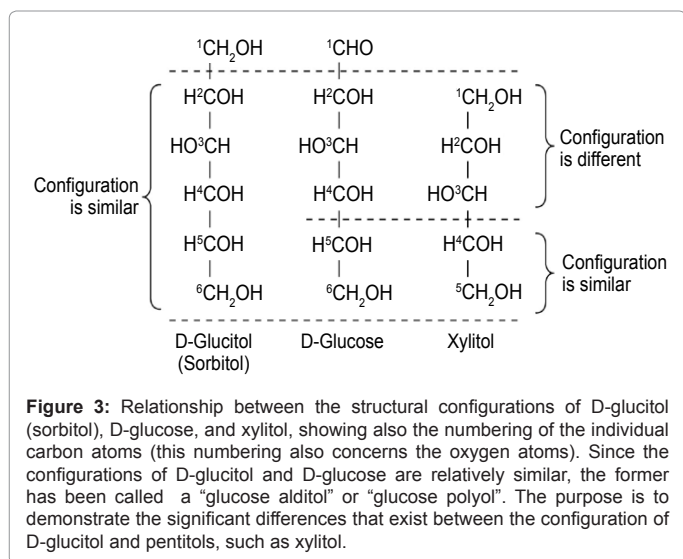 ¹CH₂OH ¹CHO
H²COH H²COH ¹CH₂OH
HO³CH HO³CH H²COH
Configuration is different
Configuration is similar
H⁴COH H⁴COH HO³CH
H⁵COH H⁵COH H⁴COH
Configuration is similar
⁶CH₂OH ⁶CH₂OH ⁵CH₂OH
D-Glucitol D-Glucose Xylitol
(Sorbitol)
Figure 3: Relationship between the structural configurations of D-glucitol
(sorbitol), D-glucose, and xylitol, showing also the numbering of the individual
carbon atoms (this numbering also concerns the oxygen atoms). Since the
configurations of D-glucitol and D-glucose are relatively similar, the former
has been called a “glucose alditol” or “glucose polyol”. The purpose is to
demonstrate the significant differences that exist between the configuration of
D-glucitol and pentitols, such as xylitol.